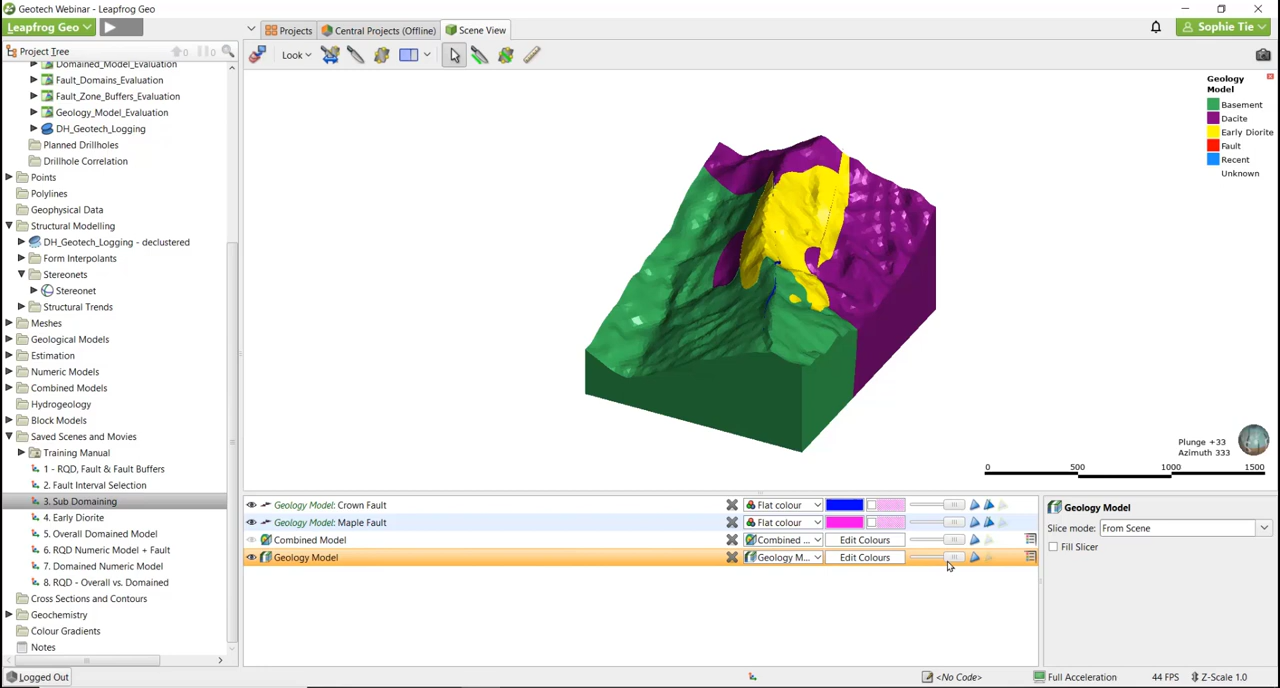 Geotech Webinar - Leapfrog Geo
Leapfrog Geo
Projects
Central Projects (Offline)
Scene View
Sophie Tie
Project Tree
Look
Domained_Model_Evaluation
Fault_Domains_Evaluation
Fault_Zone_Buffers_Evaluation
Geology_Model_Evaluation
DH_Geotech_Logging
Planned Drillholes
Drillhole Correlation
Points
Polylines
Geophysical Data
Structural Modelling
DH_Geotech_Logging - declustered
Form Interpolants
Stereonets
Stereonet
Structural Trends
Meshes
Geological Models
Estimation
Numeric Models
Combined Models
Hydrogeology
Block Models
Saved Scenes and Movies
Training Manual
1 - RQD, Fault & Fault Buffers
2. Fault Interval Selection
3. Sub Domaining
4. Early Diorite
5. Overall Domained Model
6. RQD Numeric Model + Fault
7. Domained Numeric Model
8. RQD - Overall vs. Domained
Cross Sections and Contours
Geochemistry
Colour Gradients
Notes
Geology
Model
Basement
Dacite
Early Diorite
Fault
Recent
Unknown
Plunge +33
Azimuth 333
0 500 1000 1500
Geology Model: Crown Fault Flat colour
Geology Model: Maple Fault Flat colour
Combined Model Combined ... Edit Colours
Geology Model Geology M... Edit Colours
Geology Model
Slice mode: From Scene
Fill Slicer
Logged Out
<No Code>
Full Acceleration
44 FPS
Z-Scale 1.0